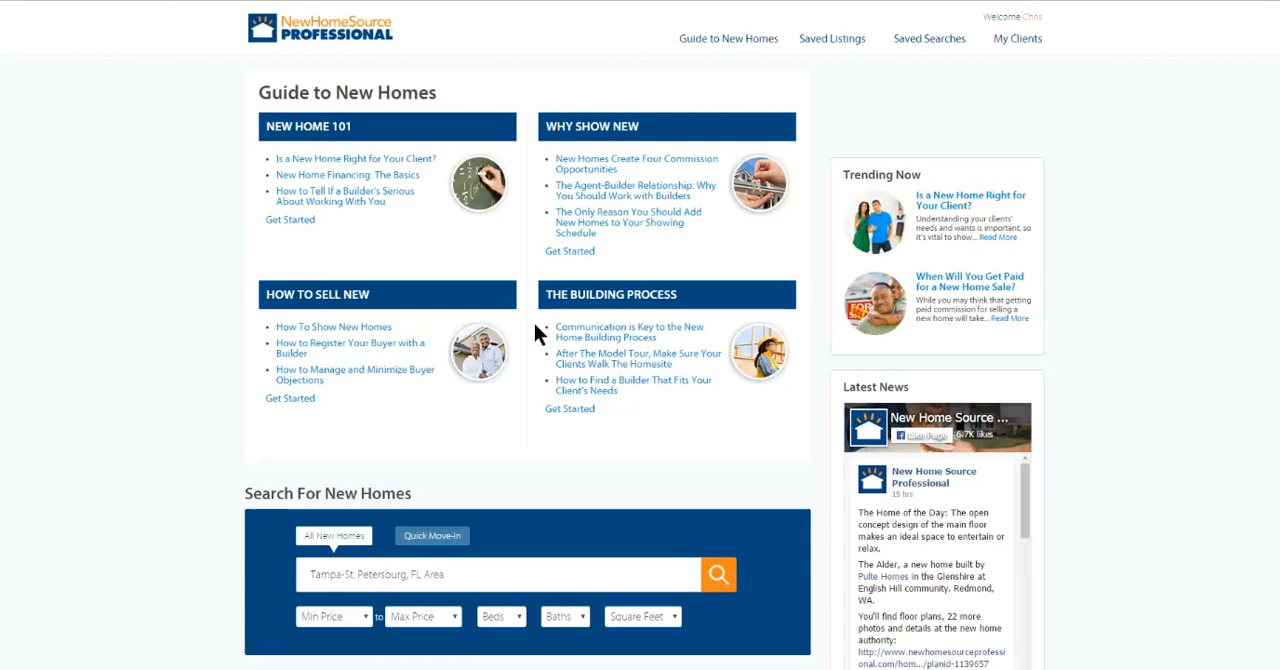 NewHomeSource
PROFESSIONAL
Welcome Chris
Guide to New Homes
Saved Listings
Saved Searches
My Clients
Guide to New Homes
NEW HOME 101
Is a New Home Right for Your Client?
New Home Financing: The Basics
How to Tell If a Builder's Serious
About Working With You
Get Started
WHY SHOW NEW
New Homes Create Four Commission
Opportunities
The Agent-Builder Relationship: Why
You Should Work with Builders
The Only Reason You Should Add
New Homes to Your Showing
Schedule
Get Started
HOW TO SELL NEW
How To Show New Homes
How to Register Your Buyer with a
Builder
How to Manage and Minimize Buyer
Objections
Get Started
THE BUILDING PROCESS
Communication is Key to the New
Home Building Process
After The Model Tour, Make Sure Your
Clients Walk The Homesite
How to Find a Builder That Fits Your
Client's Needs
Get Started
Search For New Homes
All New Homes
Quick Move-In
Tampa-St. Petersburg, FL Area
Min Price to Max Price Beds Baths Square Feet
Trending Now
Is a New Home Right for
Your Client?
Understanding your clients'
needs and wants is important, so
it's vital to show... Read More
When Will You Get Paid
for a New Home Sale?
While you may think that getting
paid commission for selling a
new home will take... Read More
FOR
Latest News
New Home Source ...
Like Page 6.7K likes
New Home Source
Professional
15 hrs
The Home of the Day: The open
concept design of the main floor
makes an ideal space to entertain or
relax.
The Alder, a new home built by
Pulte Homes in the Glenshire at
English Hill community. Redmond,
WA.
You'll find floor plans, 22 more
photos and details at the new home
authority:
http://www.newhomesourceprofessi
onal.com/hom.../planid-1139657